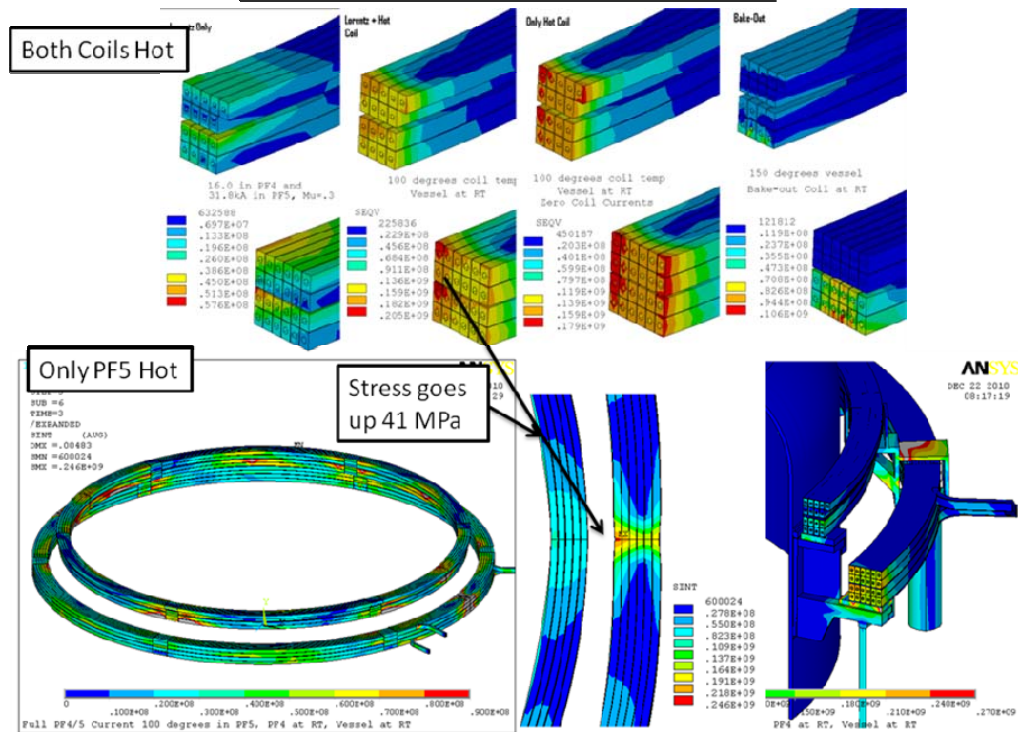 Both Coils Hot
Lorentz Only
Lorentz + Hot
Coil
Only Hot Coil
Bake-Out
16.0 in PF4 and
31.8kA in PF5, Mu=.3
100 degrees coil temp
Vessel at RT
100 degrees coil temp
Vessel at RT
Zero Coil Currents
150 degrees vessel
Bake-out Coil at RT
632588
.697E+07
.133E+08
.196E+08
.260E+08
.386E+08
.450E+08
.513E+08
.576E+08
SEQV
225836
.229E+08
.456E+08
.684E+08
.911E+08
.136E+09
.159E+09
.182E+09
.205E+09
SEQV
450187
.203E+08
.401E+08
.599E+08
.797E+08
.119E+09
.139E+09
.159E+09
.179E+09
121812
.119E+08
.237E+08
.355E+08
.473E+08
.708E+08
.826E+08
.944E+08
.106E+09
Only PF5 Hot
SUB =6
TIME=3
/EXPANDED
SINT (AVG)
DMX =.08483
SMN =600024
SMX =.246E+09
Stress goes
up 41 MPa
ANSYS
DEC 22 2010
08:17:19
SINT
600024
.278E+08
.550E+08
.823E+08
.109E+09
.137E+09
.164E+09
.191E+09
.218E+09
.246E+09
0
.100E+08
.200E+08
.300E+08
.400E+08
.500E+08
.600E+08
.700E+08
.800E+08
.900E+08
Full PF4/5 Current 100 degrees in PF5, PF4 at RT, Vessel at RT
.150E+09
.180E+09
.210E+09
.240E+09
.270E+09
PF4 at RT, Vessel at RT